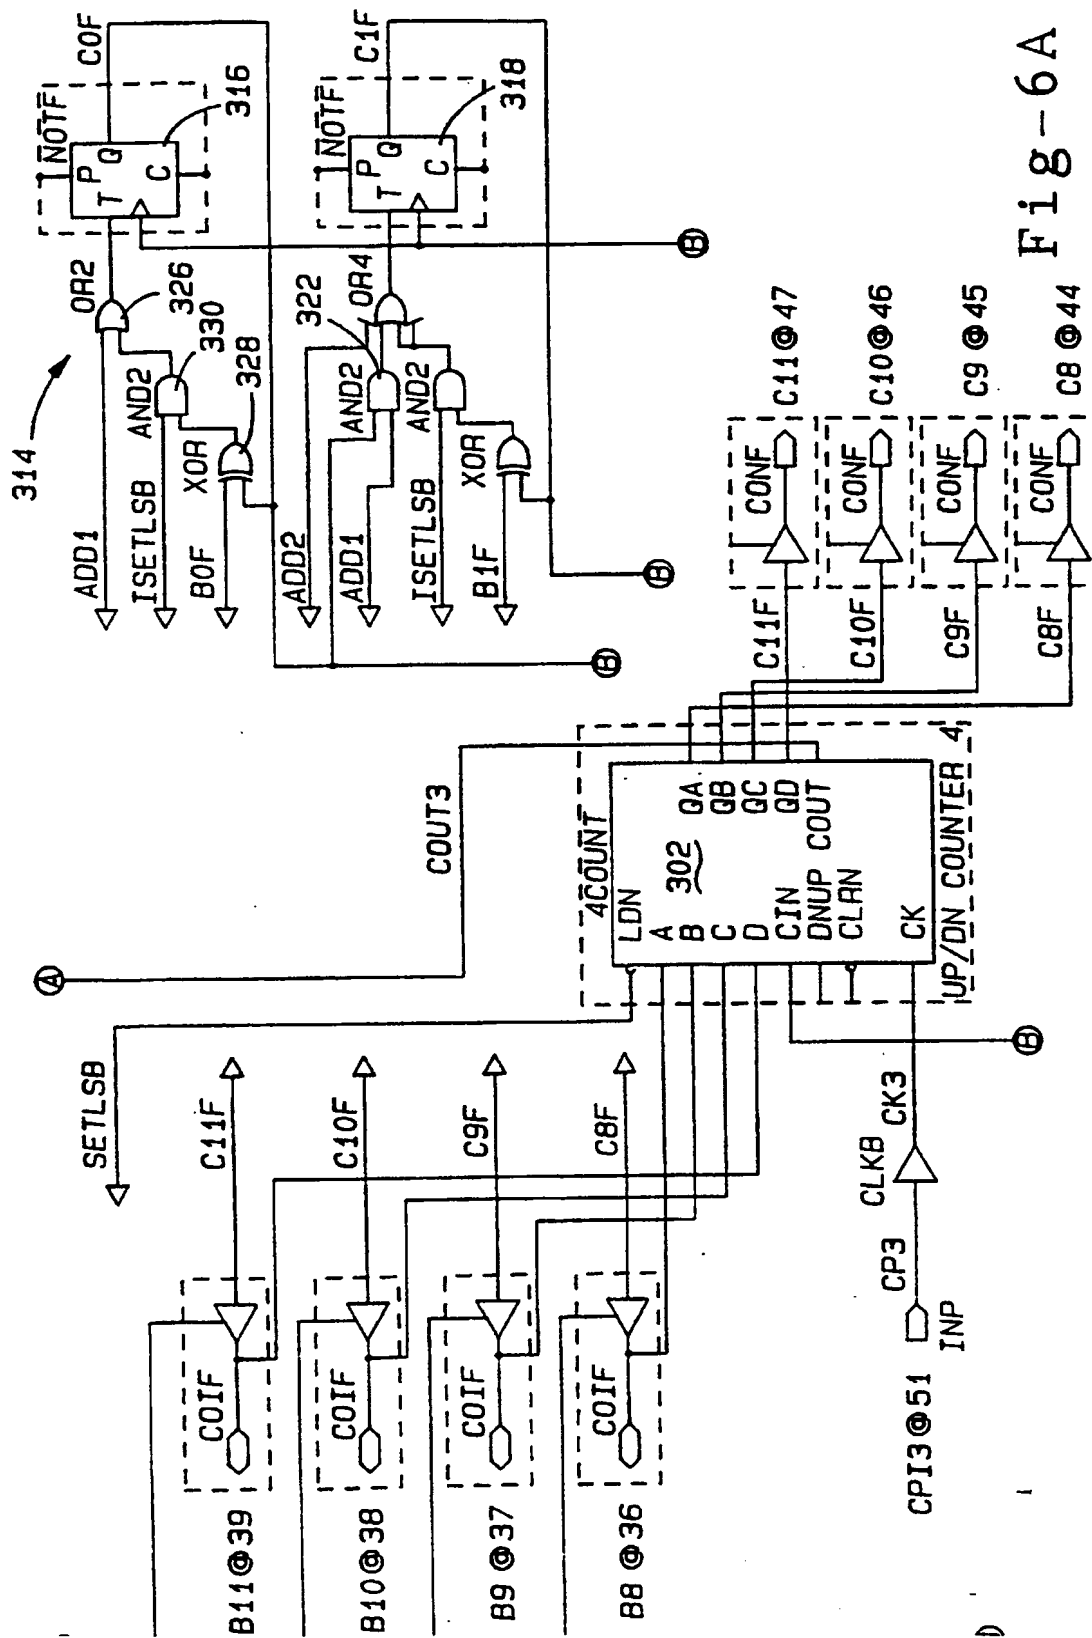 314
ADD1
OR2
326
ISETLSB
AND2
330
B0F
XOR
328
NOTF
T
P
Q
C
C0F
316
ADD2
322
OR4
ADD1
AND2
ISETLSB
AND2
B1F
XOR
NOTF
T
P
Q
C
C1F
318
B
B
B
A
SETLSB
COUT3
B11@39
COIF
C11F
B10@38
COIF
C10F
B9@37
COIF
C9F
B8@36
COIF
C8F
4COUNT
LDN
A
B
C
D
CIN
DNUP
CLRN
CK
302
QA
QB
QC
QD
COUT
UP/DN COUNTER 4
CPI3@51
INP
CP3
CLKB
CK3
B
C11F
CONF
C11@47
C10F
CONF
C10@46
C9F
CONF
C9@45
C8F
CONF
C8@44
Fig-6A